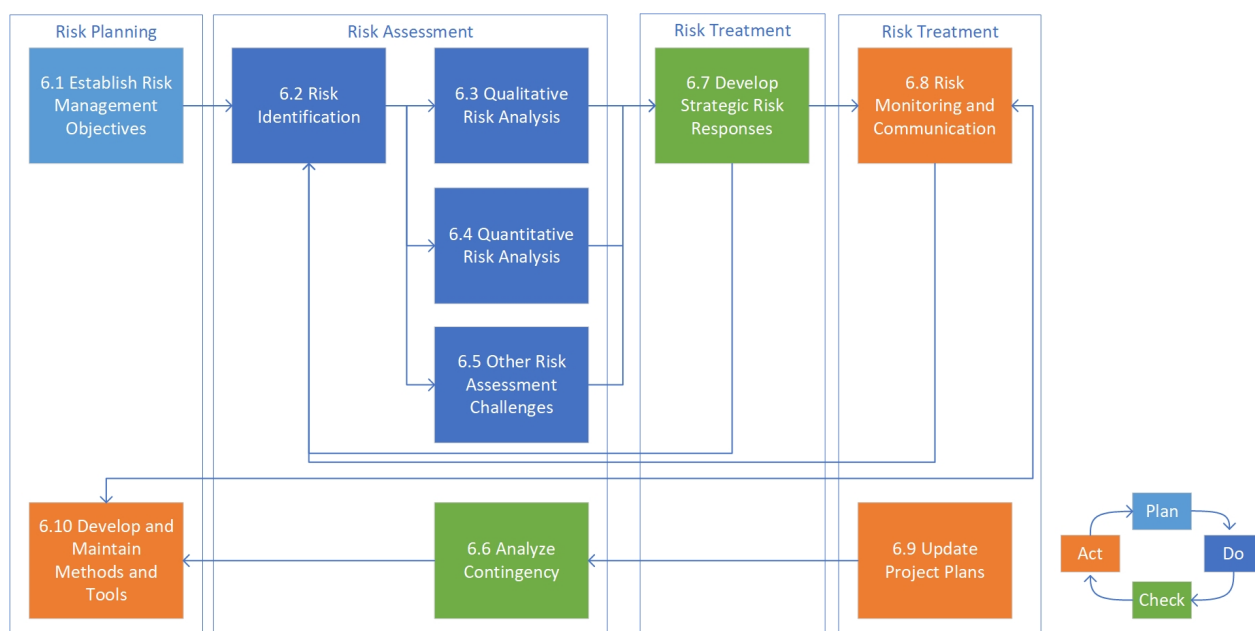 Risk Planning
Risk Assessment
Risk Treatment
Risk Treatment
6.1 Establish Risk
Management
Objectives
6.2 Risk
Identification
6.3 Qualitative
Risk Analysis
6.7 Develop
Strategic Risk
Responses
6.8 Risk
Monitoring and
Communication
6.4 Quantitative
Risk Analysis
6.5 Other Risk
Assessment
Challenges
6.10 Develop and
Maintain
Methods and
Tools
6.6 Analyze
Contingency
6.9 Update
Project Plans
Plan
Act
Do
Check